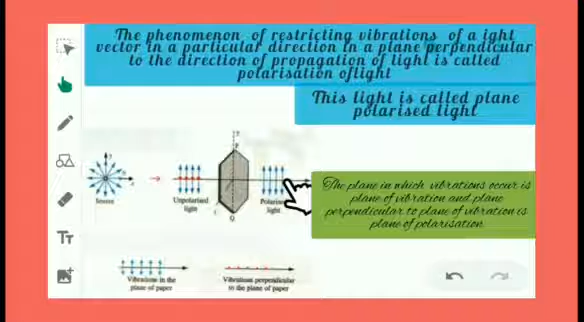 The phenomenon of restricting vibrations of a ight
vector in a particular direction in a plane perpendicular
to the direction of propagation of light is called
polarisation oflight
This light is called plane
polarised light
The plane in which vibrations occur is
plane of vibration and plane
perpendicular to plane of vibration is
plane of polarisation
Source
Unpolarised
light
P
Q
Polarised
light
Vibrations in the
plane of paper
Vibrations perpendicular
to the plane of paper
TT